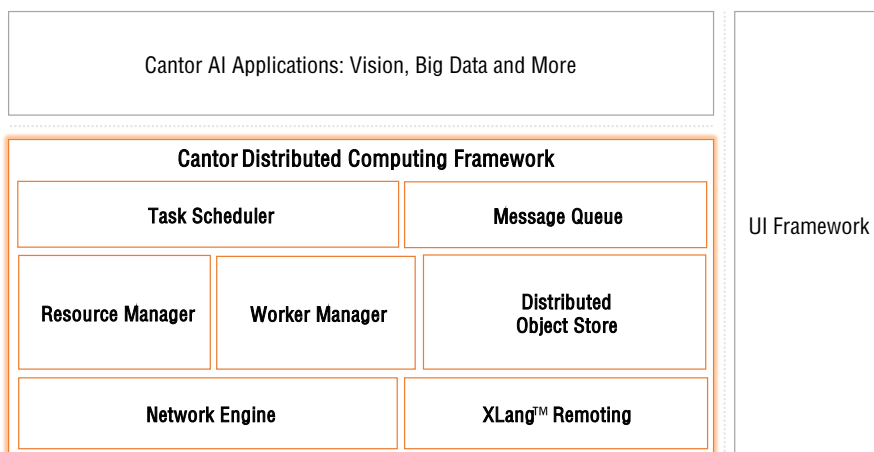 Cantor AI Applications: Vision, Big Data and More
Cantor Distributed Computing Framework
Task Scheduler
Message Queue
UI Framework
Resource Manager
Worker Manager
Distributed
Object Store
Network Engine
XLang™ Remoting